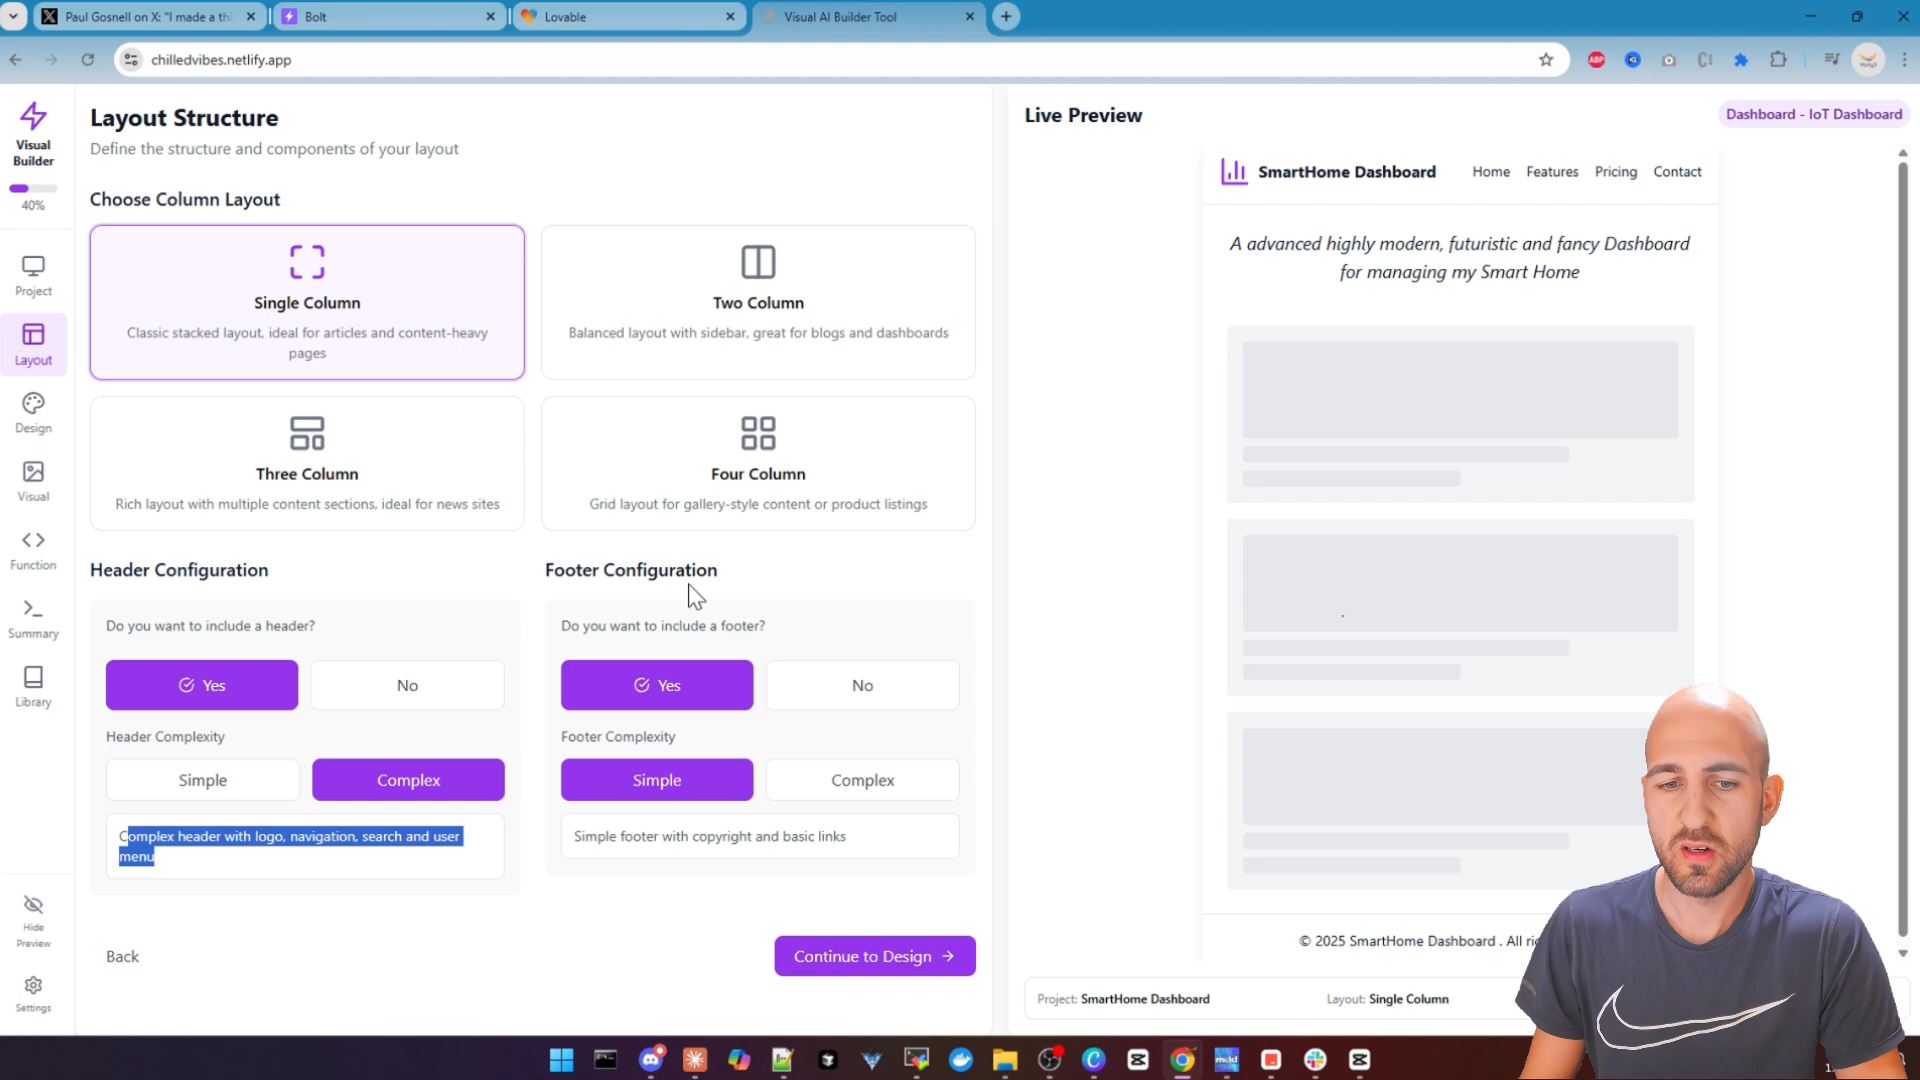 Paul Gosnell on X: "I made a thi
Bolt
Lovable
Visual AI Builder Tool
chilledvibes.netlify.app
ABP
Visual
Builder
40%
Project
Layout
Design
Visual
Function
Summary
Library
Hide
Preview
Settings
Layout Structure
Define the structure and components of your layout
Choose Column Layout
Single Column
Classic stacked layout, ideal for articles and content-heavy
pages
Two Column
Balanced layout with sidebar, great for blogs and dashboards
Three Column
Rich layout with multiple content sections, ideal for news sites
Four Column
Grid layout for gallery-style content or product listings
Header Configuration
Do you want to include a header?
Yes
No
Header Complexity
Simple
Complex
Complex header with logo, navigation, search and user
menu
Footer Configuration
Do you want to include a footer?
Yes
No
Footer Complexity
Simple
Complex
Simple footer with copyright and basic links
Back
Continue to Design
Live Preview
Dashboard - IoT Dashboard
SmartHome Dashboard
Home
Features
Pricing
Contact
A advanced highly modern, futuristic and fancy Dashboard
for managing my Smart Home
© 2025 SmartHome Dashboard . All
Project: SmartHome Dashboard
Layout: Single Column